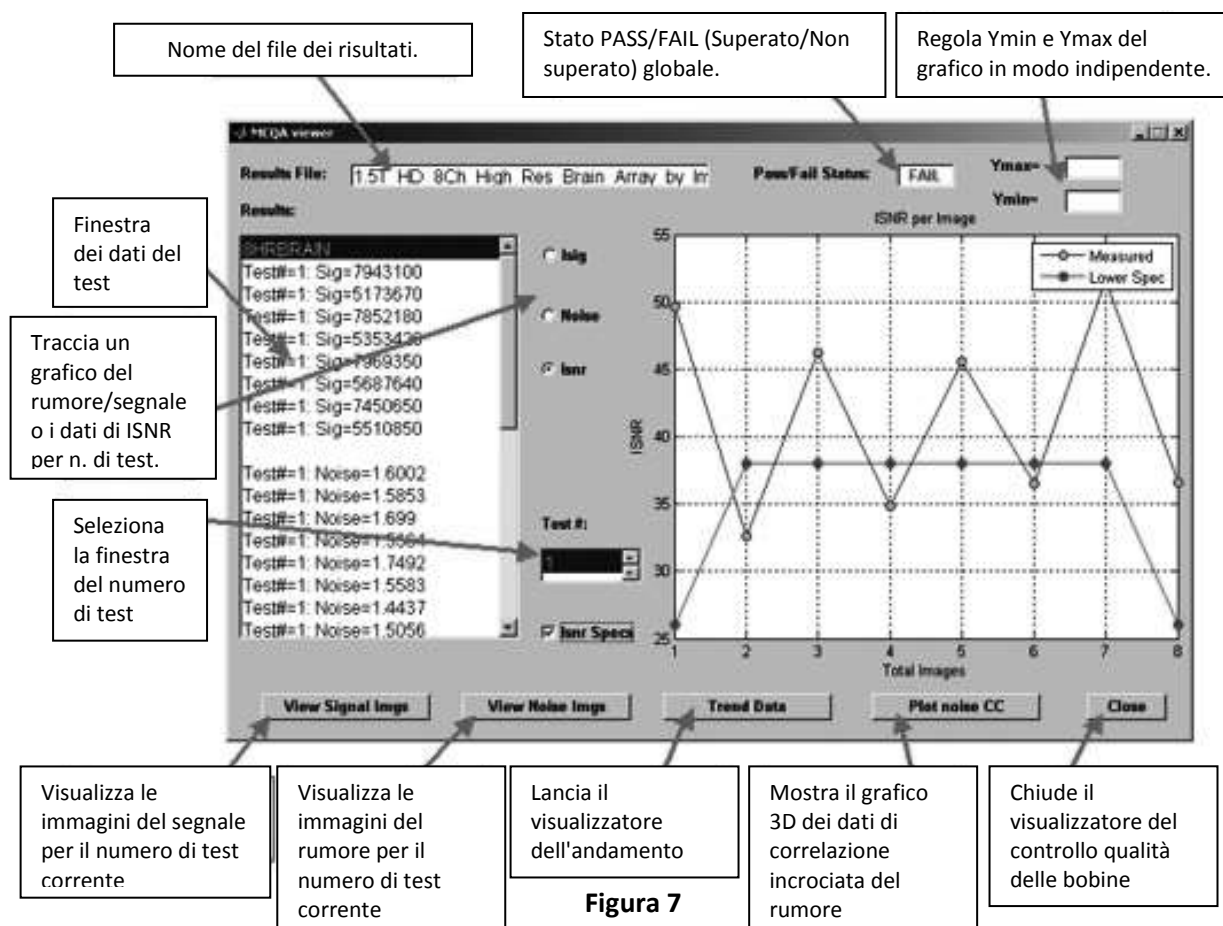 Nome del file dei risultati.
Stato PASS/FAIL (Superato/Non
superato) globale.
Regola Ymin e Ymax del
grafico in modo indipendente.
MCQA viewer
Results File:
1.5T HD 8Ch High Res Brain Array by
Pass/Fail Status:
FAIL
Ymax=
Ymin=
Results:
Finestra
dei dati del
test
Traccia un
grafico del
rumore/segnale
o i dati di ISNR
per n. di test.
Seleziona
la finestra
del numero
di test
8HRBRAIN
Test#=1: Sig=7943100
Test#=1: Sig=5173670
Test#=1: Sig=7852180
Test#=1: Sig=5353420
Test#=1: Sig=7969350
Test#=1: Sig=5687640
Test#=1: Sig=7450650
Test#=1: Sig=5510850
Test#=1: Noise=1.6002
Test#=1: Noise=1.5853
Test#=1: Noise=1.699
Test#=1:
Test#=1: Noise=1.7492
Test#=1: Noise=1.5583
Test#=1: Noise=1.4437
Test#=1: Noise=1.5056
Isig
Noise
Isnr
Test #:
1
Isnr Specs
ISNR per Image
Measured
Lower Spec
55
50
45
40
35
30
25
ISNR
1 2 3 4 5 6 7 8
Total Images
View Signal Imgs
View Noise Imgs
Trend Data
Plot noise CC
Close
Visualizza le
immagini del segnale
per il numero di test
corrente
Visualizza le
immagini del
rumore per il
numero di test
corrente
Lancia il
visualizzatore
dell'andamento
Mostra il grafico
3D dei dati di
correlazione
incrociata del
rumore
Chiude il
visualizzatore del
controllo qualità
delle bobine
Figura 7